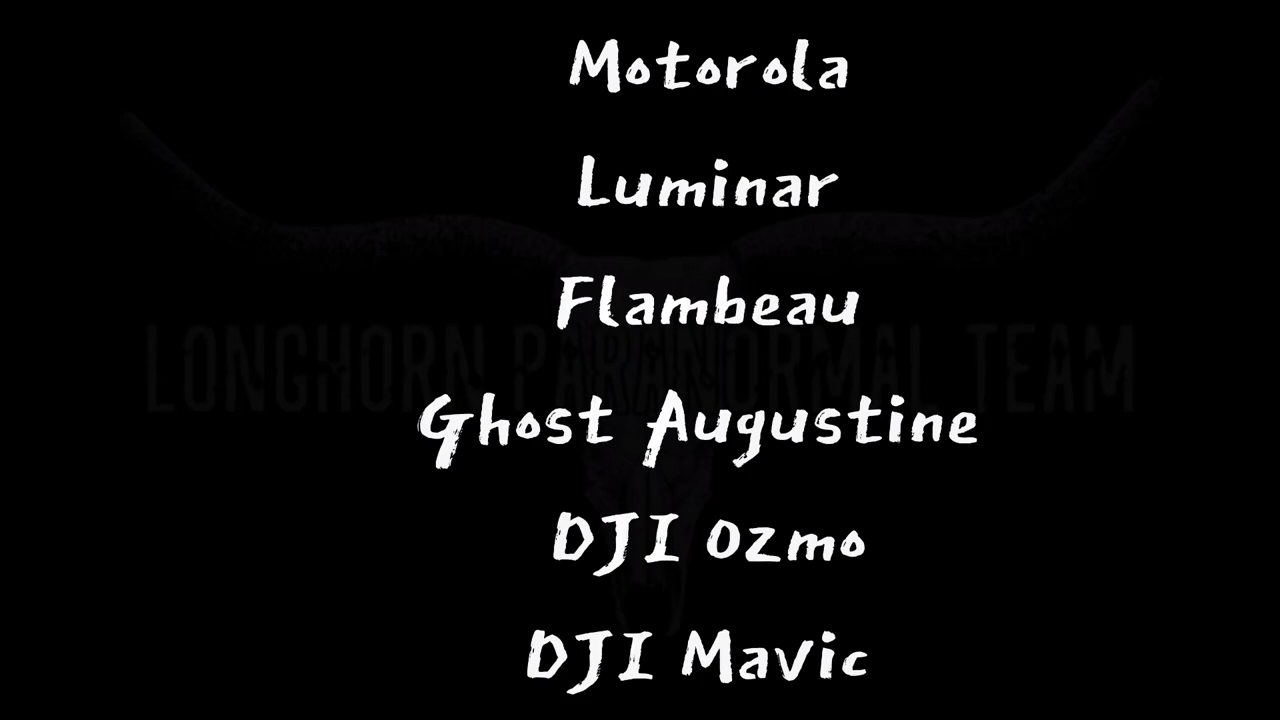 Motorola
Luminar
Flambeau
LONGHORN PARANORMAL TEAM
Ghost Augustine
DJI Ozmo
DJI Mavic